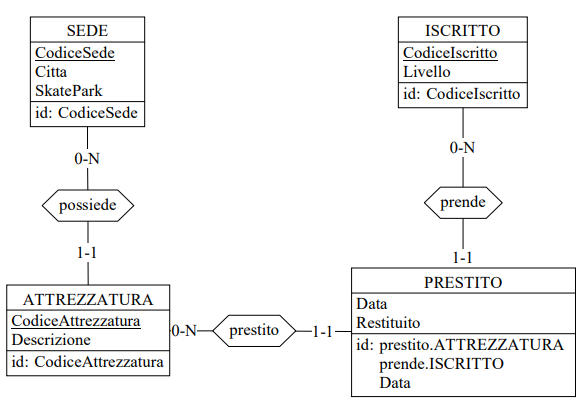 SEDE
CodiceSede
Citta
SkatePark
id: CodiceSede
0-N
possiede
1-1
ATTREZZATURA
CodiceAttrezzatura
Descrizione
id: CodiceAttrezzatura
0-N
prestito
1-1
ISCRITTO
CodiceIscritto
Livello
id: CodiceIscritto
0-N
prende
1-1
PRESTITO
Data
Restituito
id: prestito.ATTREZZATURA
prende.ISCRITTO
Data